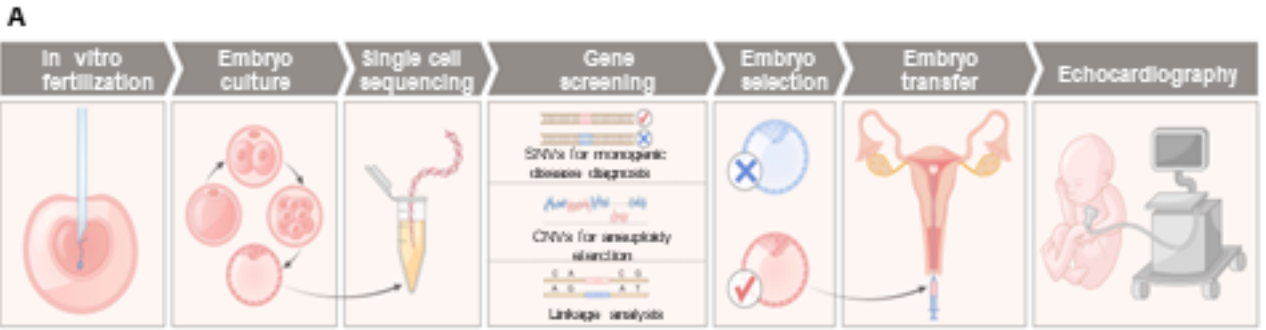 A
In vitro
fertilization
Embryo
culture
Single cell
sequencing
Gene
screening
Embryo
selection
Embryo
transfer
Echocardiography
SNVs for monogenic
disease diagnosis
CNVs for aneuploidy
C A C G
A G A T
Linkage analysis